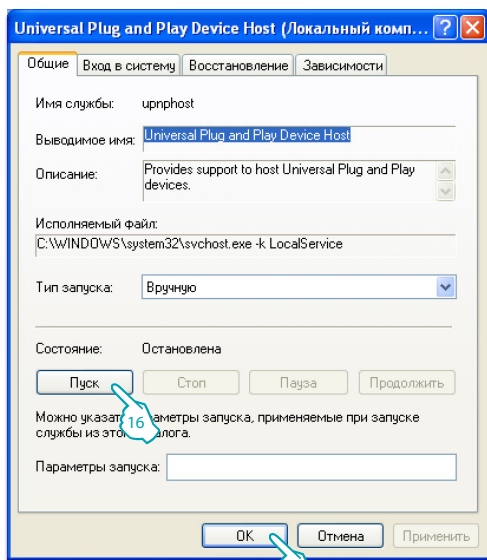 Universal Plug and Play Device Host (Локальный комп...
Общие Вход в систему Восстановление Зависимости
Имя службы: upnphost
Выводимое имя: Universal Plug and Play Device Host
Описание: Provides support to host Universal Plug and Play
devices.
Исполняемый файл:
C:\WINDOWS\system32\svchost.exe -k LocalService
Тип запуска: Вручную
Состояние: Остановлена
Пуск Стоп Пауза Продолжить
16
Можно указать параметры запуска, применяемые при запуске
службы из этого диалога.
Параметры запуска:
OK Отмена Применить